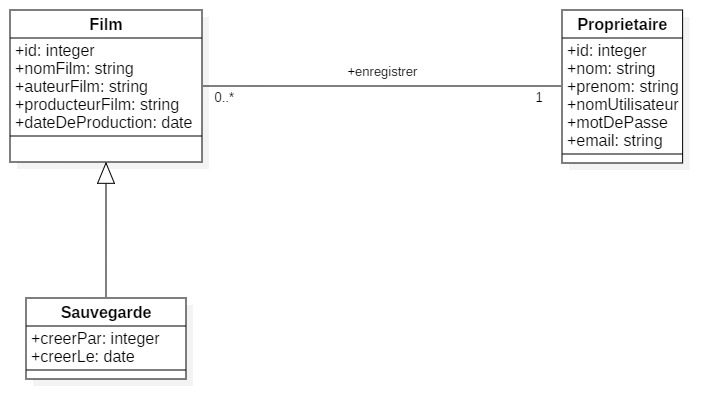 Film
+id: integer
+nomFilm: string
+auteurFilm: string
+producteurFilm: string
+dateDeProduction: date
+enregistrer
0..*
1
Proprietaire
+id: integer
+nom: string
+prenom: string
+nomUtilisateur
+motDePasse
+email: string
Sauvegarde
+creerPar: integer
+creerLe: date